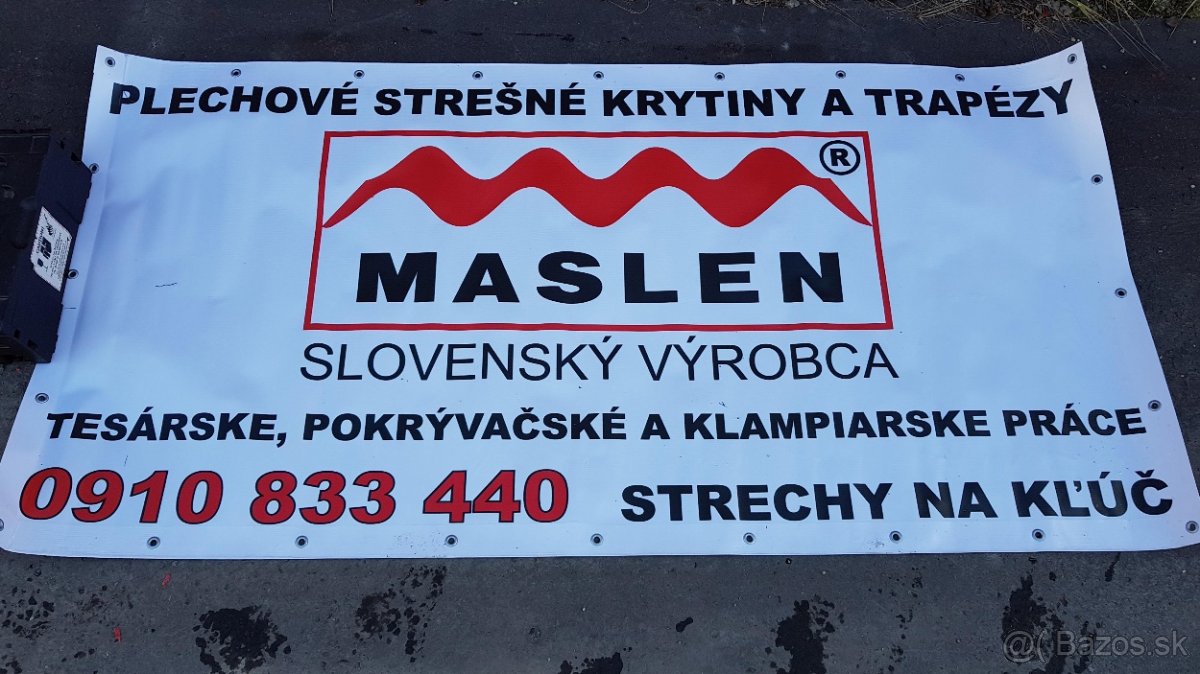 PLECHOVÉ STREŠNÉ KRYTINY A TRAPÉZY
®
MASLEN
SLOVENSKÝ VÝROBCA
TESÁRSKE, POKRÝVAČSKÉ A KLAMPIARSKE PRÁCE
0910 833 440 STRECHY NA KĽÚČ
@( Bazos.sk